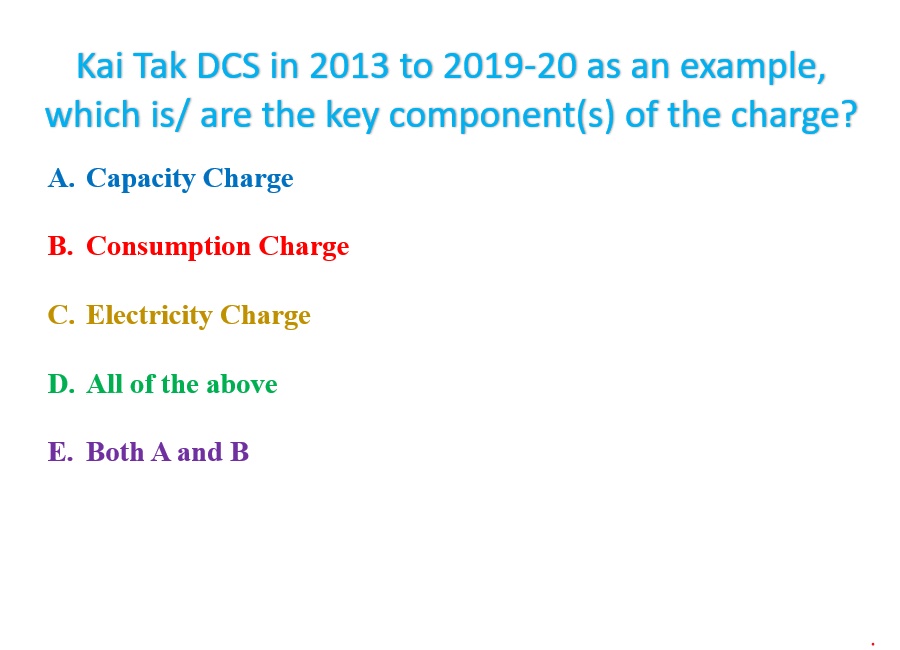 Kai Tak DCS in 2013 to 2019-20 as an example,
which is/ are the key component(s) of the charge?
A. Capacity Charge
B. Consumption Charge
C. Electricity Charge
D. All of the above
E. Both A and B
.